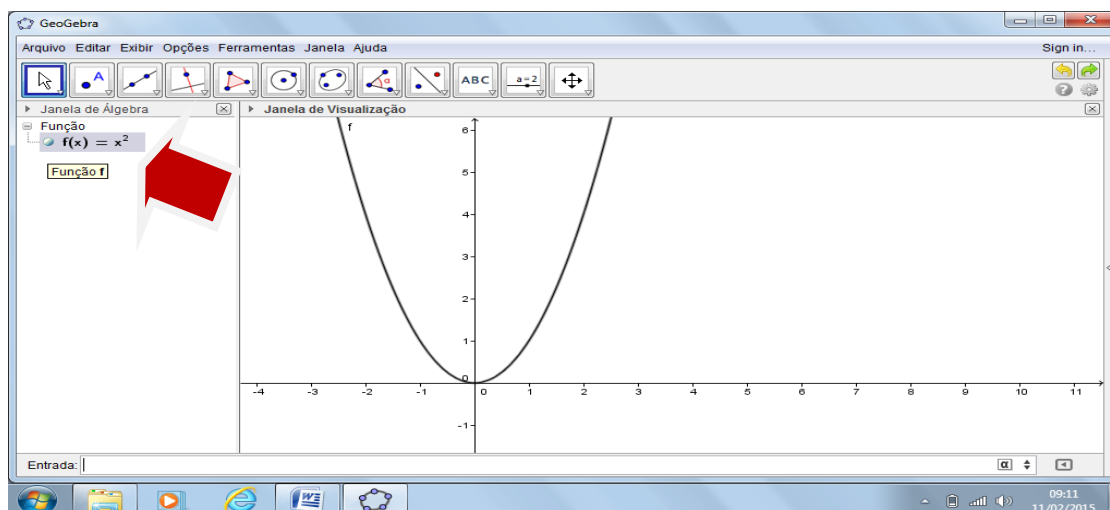 GeoGebra
Arquivo Editar Exibir Opções Ferramentas Janela Ajuda
Sign in...
A
α
ABC
a=2
Janela de Álgebra
Janela de Visualização
Função
f(x) = x²
Função f
f
6
5
4
3
2
1
0
-1
-4 -3 -2 -1 0 1 2 3 4 5 6 7 8 9 10 11
Entrada:
α
W
09:11
11/02/2015